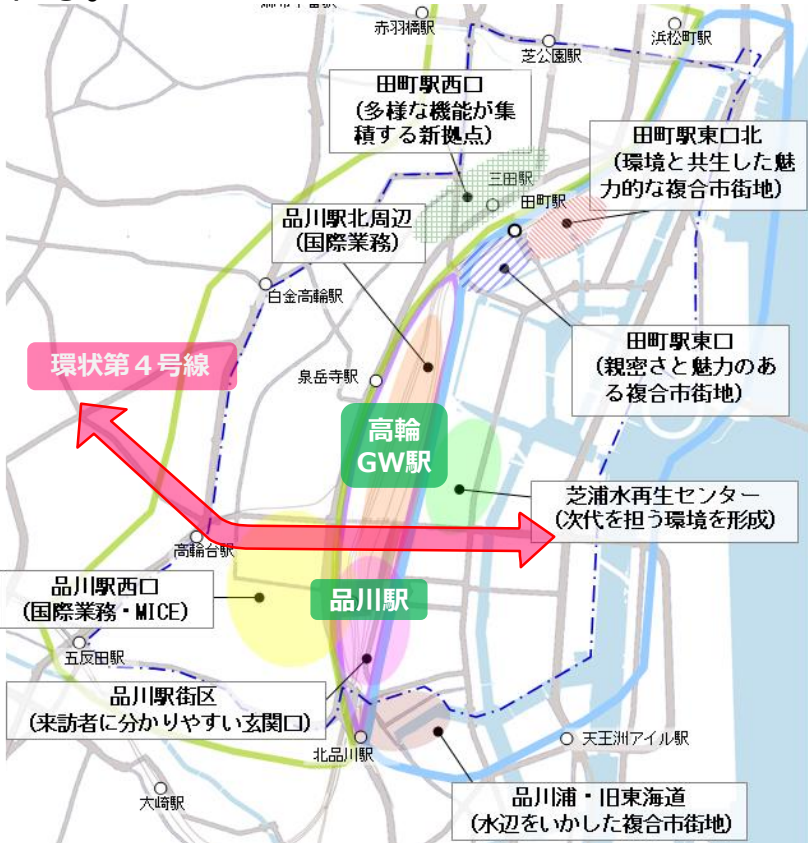 赤羽橋駅
浜松町駅
芝公園駅
田町駅西口
(多様な機能が集
積する新拠点)
田町駅東口北
(環境と共生した魅
力的な複合市街地)
三田駅
田町駅
品川駅北周辺
(国際業務)
白金高輪駅
田町駅東口
(親密さと魅力のあ
る複合市街地)
環状第4号線
泉岳寺駅
高輪
GW駅
芝浦水再生センター
(次代を担う環境を形成)
高輪台駅
品川駅西口
(国際業務・MICE)
品川駅
五反田駅
品川駅街区
(来訪者に分かりやすい玄関口)
北品川駅
天王洲アイル駅
大崎駅
品川浦・旧東海道
(水辺をいかした複合市街地)